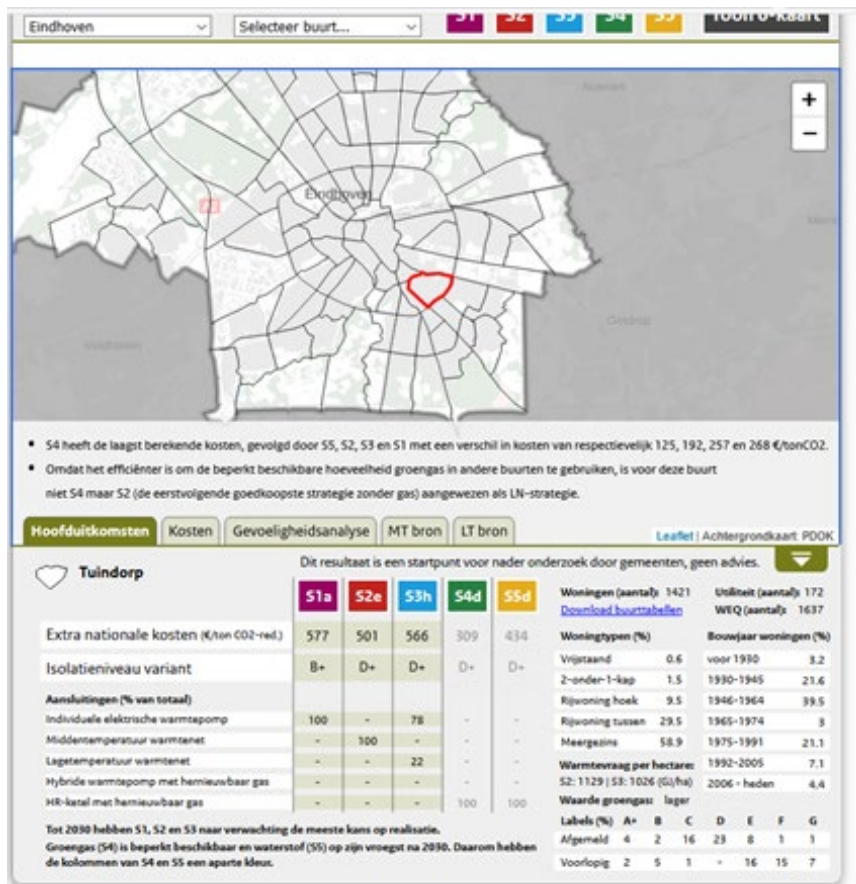 Eindhoven Selecteer buurt... S1 S2 S3 S4 S5 Toon 6-kaart
+
−
Eindhoven
Veldhoven
Geldrop
• S4 heeft de laagst berekende kosten, gevolgd door S5, S2, S3 en S1 met een verschil in kosten van respectievelijk 125, 192, 257 en 268 €/tonCO2.
• Omdat het efficiënter is om de beperkt beschikbare hoeveelheid groengas in andere buurten te gebruiken, is voor deze buurt
niet S4 maar S2 (de eerstvolgende goedkoopste strategie zonder gas) aangewezen als LN-strategie.
Hoofduitkomsten Kosten Gevoeligheidsanalyse MT bron LT bron Leaflet | Achtergrondkaart: PDOK
Dit resultaat is een startpunt voor nader onderzoek door gemeenten, geen advies.
Tuindorp
S1a S2e S3h S4d S5d
Extra nationale kosten (€/ton CO2-red.) 577 501 566 309 434
Isolatieniveau variant B+ D+ D+ D+ D+
Aansluitingen (% van totaal)
Individuele elektrische warmtepomp 100 - 78 - -
Middentemperatuur warmtenet - 100 - - -
Lagetemperatuur warmtenet - - 22 - -
Hybride warmtepomp met hernieuwbaar gas - - - - -
HR-ketel met hernieuwbaar gas - - - 100 100
Tot 2030 hebben S1, S2 en S3 naar verwachting de meeste kans op realisatie.
Groengas (S4) is beperkt beschikbaar en waterstof (S5) op zijn vroegst na 2030. Daarom hebben
de kolommen van S4 en S5 een aparte kleur.
Woningen (aantal): 1421 Utiliteit (aantal): 172
Download buurttabellen WEQ (aantal): 1637
Woningtypen (%) Bouwjaar woningen (%)
Vrijstaand 0.6 voor 1930 3.2
2-onder-1-kap 1.5 1930-1945 21.6
Rijwoning hoek 9.5 1946-1964 39.5
Rijwoning tussen 29.5 1965-1974 3
Meergezins 58.9 1975-1991 21.1
Warmtevraag per hectare: 1992-2005 7.1
S2: 1129 | S3: 1026 (GJ/ha) 2006 - heden 4.4
Waarde groengas: lager
Labels (%) A+ B C D E F G
Afgemeld 4 2 16 23 8 1 1
Voorlopig 2 5 1 - 16 15 7